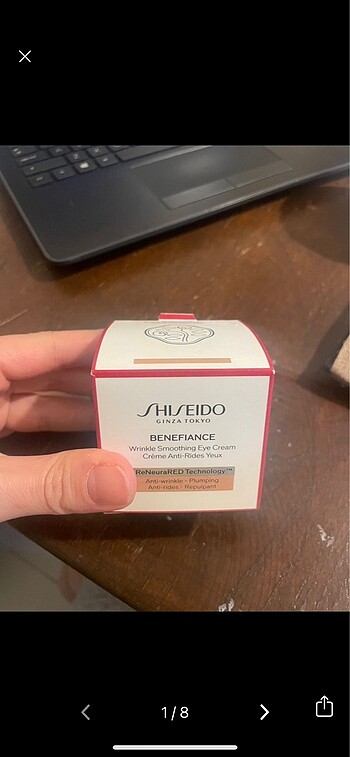 SHISEIDO
GINZA TOKYO
BENEFIANCE
Wrinkle Smoothing Eye Cream
Crème Anti-Rides Yeux
ReNeuraRED Technology™
Anti-wrinkle - Plumping
Anti-rides - Repulpant
1/8